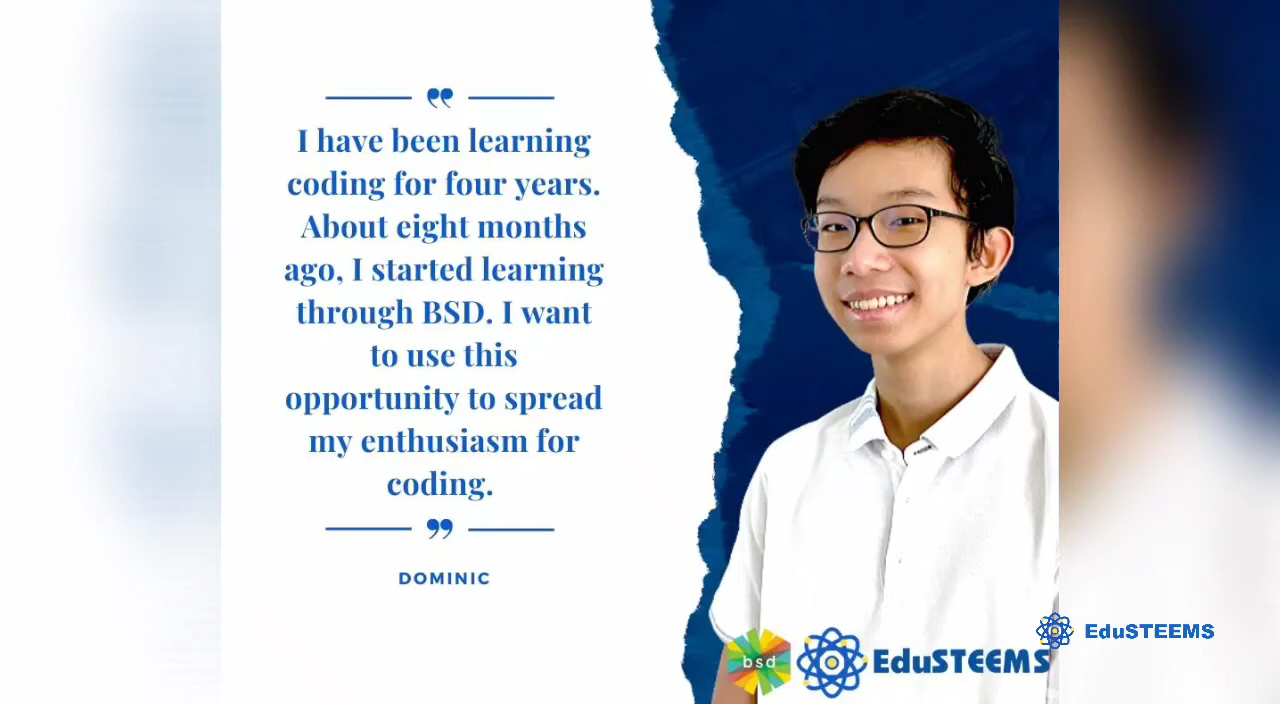 I have been learning
coding for four years.
About eight months
ago, I started learning
through BSD. I want
to use this
opportunity to spread
my enthusiasm for
coding.
DOMINIC
bsd
EduSTEEMS
EduSTEEMS